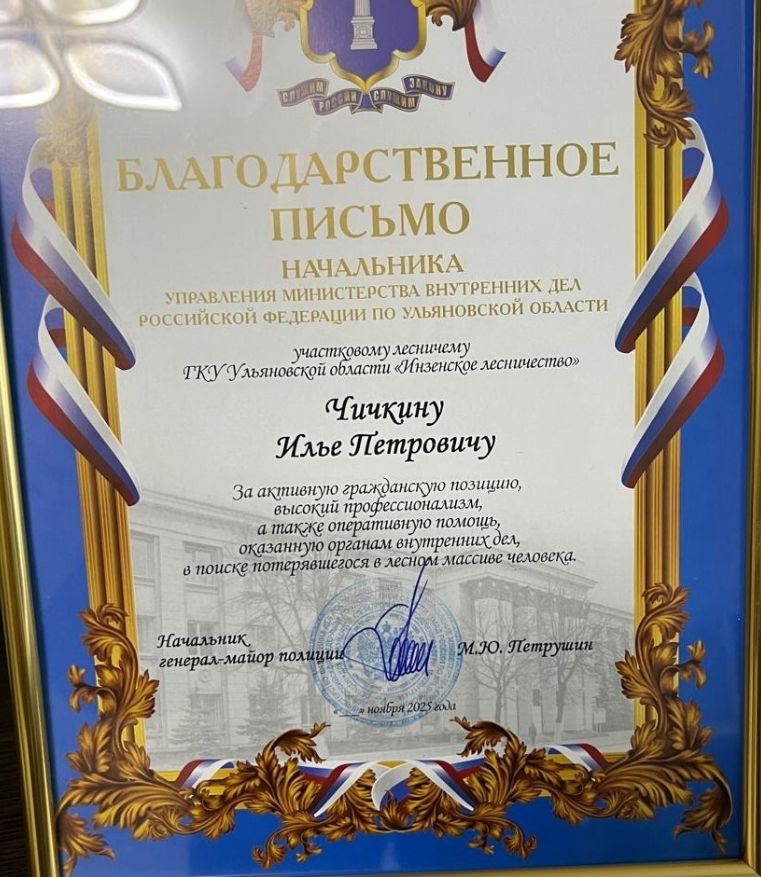 СЛУЖИМ РОССИИ СЛУЖИМ ЗАКОНУ
БЛАГОДАРСТВЕННОЕ
ПИСЬМО
НАЧАЛЬНИКА
УПРАВЛЕНИЯ МИНИСТЕРСТВА ВНУТРЕННИХ ДЕЛ
РОССИЙСКОЙ ФЕДЕРАЦИИ ПО УЛЬЯНОВСКОЙ ОБЛАСТИ
участковому лесничему
ГКУ Ульяновской области «Инзенское лесничество»
Чичкину
Илье Петровичу
За активную гражданскую позицию,
высокий профессионализм,
а также оперативную помощь,
оказанную органам внутренних дел,
в поиске потерявшегося в лесном массиве человека.
Начальник
генерал-майор полиции
М.Ю. Петрушин
__» ноября 2025 года